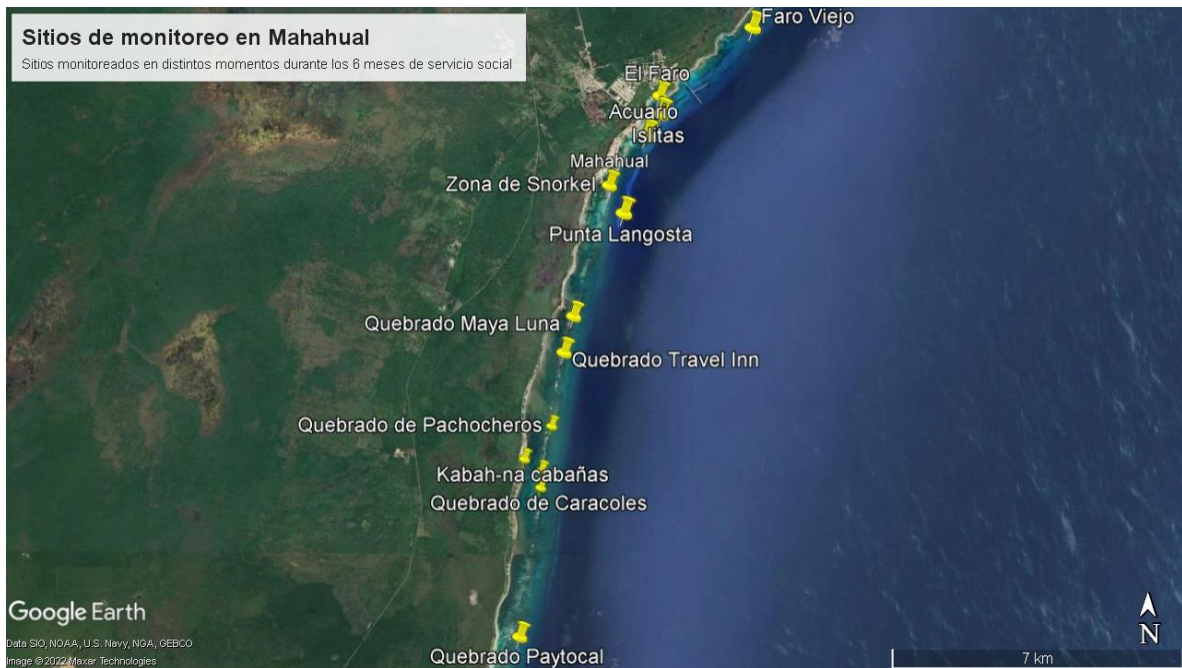 Sitios de monitoreo en Mahahual
Sitios monitoreados en distintos momentos durante los 6 meses de servicio social
Faro Viejo
El Faro
Acuario
Islitas
Mahahual
Zona de Snorkel
Punta Langosta
Quebrado Maya Luna
Quebrado Travel Inn
Quebrado de Pachocheros
Kabah-na cabañas
Quebrado de Caracoles
Quebrado Paytocal
Google Earth
Data SIO, NOAA, U.S. Navy, NGA, GEBCO
Image © 2022 Maxar Technologies
N
7 km